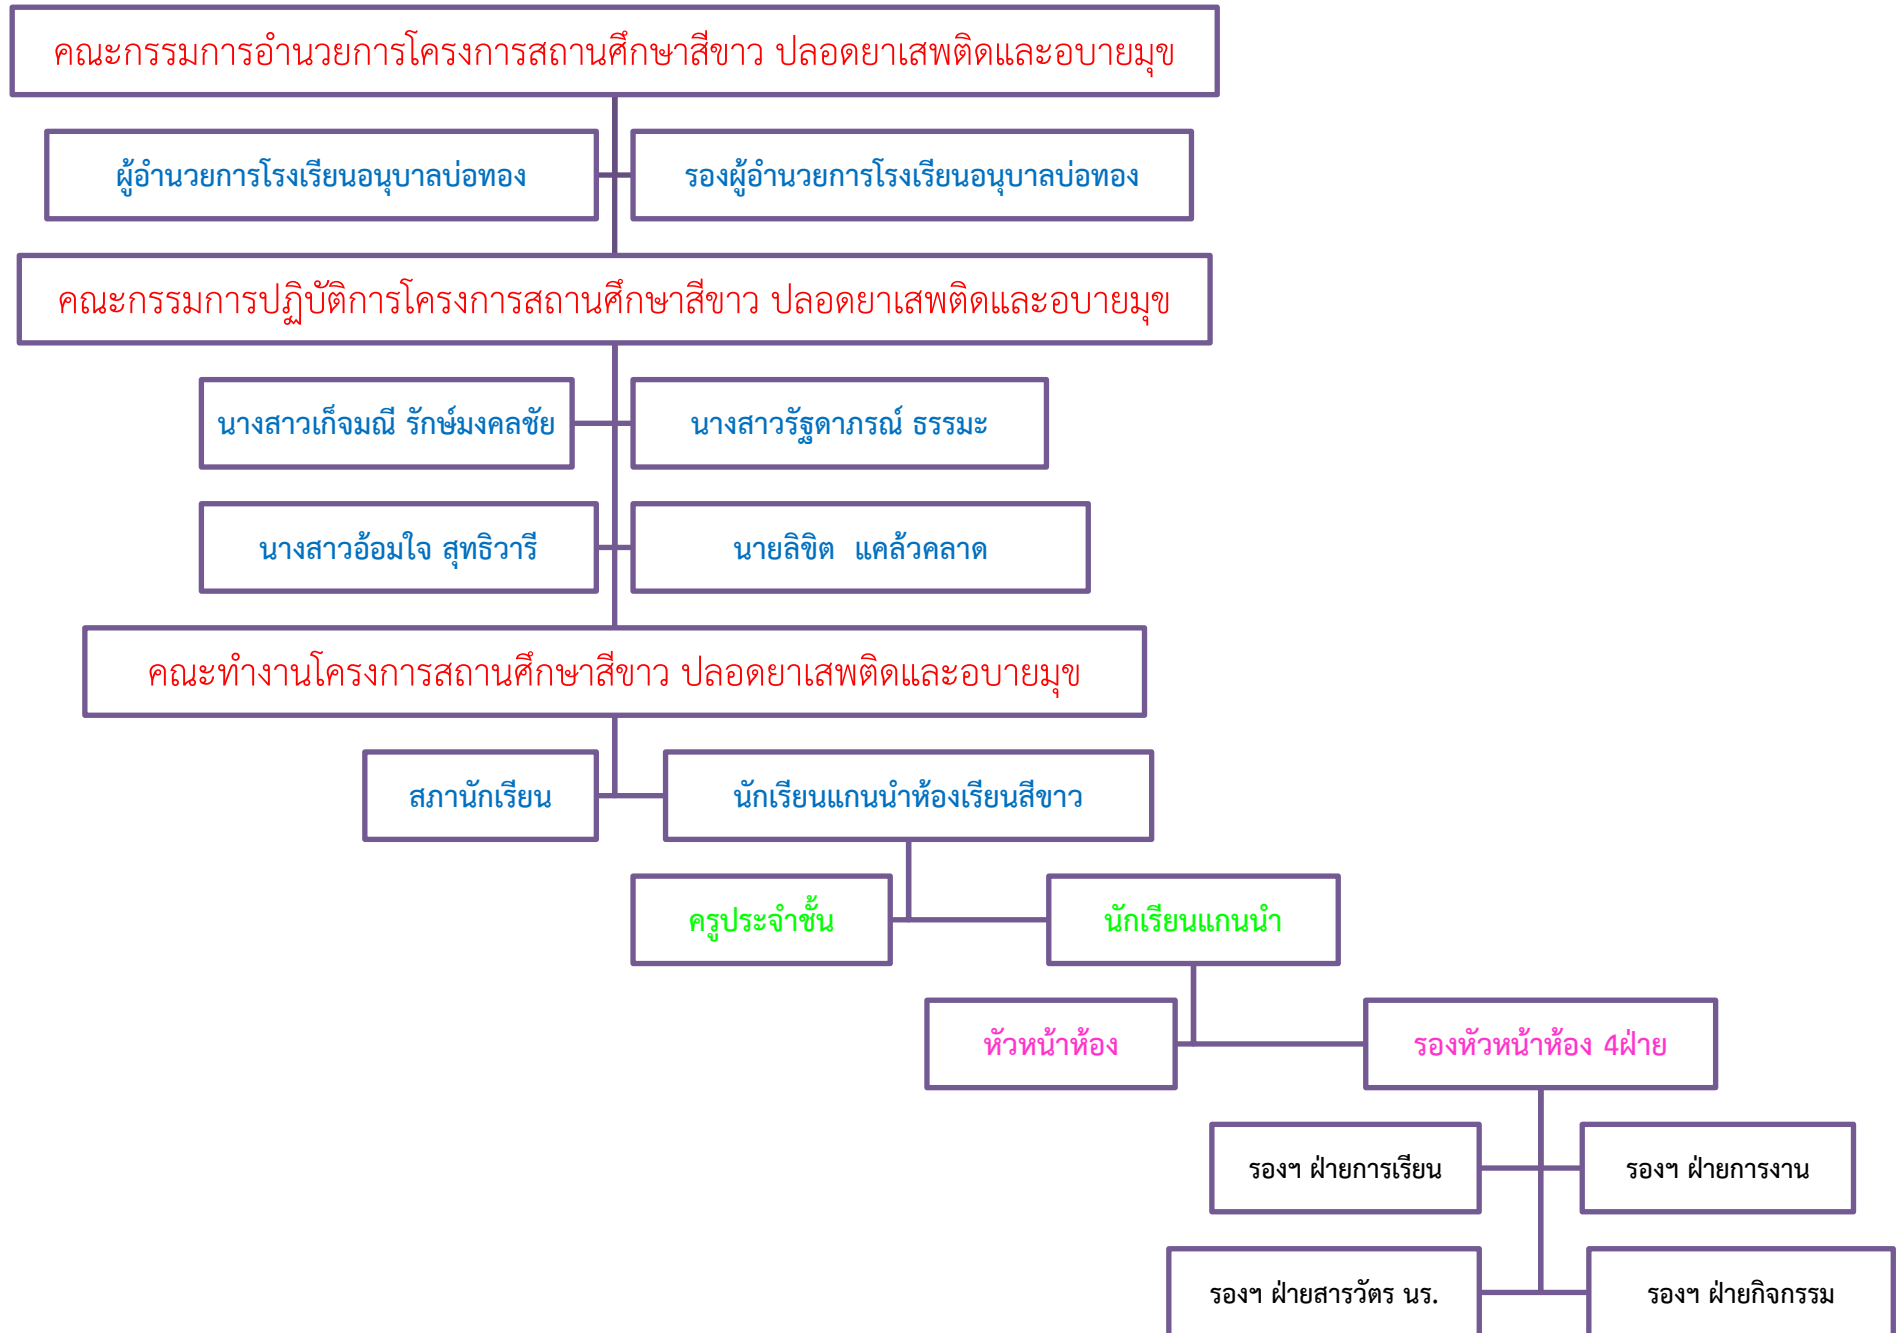 คณะกรรมการอำนวยการโครงการสถานศึกษาสีขาว ปลอดยาเสพติดและอบายมุข
ผู้อำนวยการโรงเรียนอนุบาลบ่อทอง
รองผู้อำนวยการโรงเรียนอนุบาลบ่อทอง
คณะกรรมการปฏิบัติการโครงการสถานศึกษาสีขาว ปลอดยาเสพติดและอบายมุข
นางสาวเก็จมณี รักษ์มงคลชัย
นางสาวรัฐดาภรณ์ ธรรมะ
นางสาวอ้อมใจ สุทธิวารี
นายลิขิต แคล้วคลาด
คณะทำงานโครงการสถานศึกษาสีขาว ปลอดยาเสพติดและอบายมุข
สภานักเรียน
นักเรียนแกนนำห้องเรียนสีขาว
ครูประจำชั้น
นักเรียนแกนนำ
หัวหน้าห้อง
รองหัวหน้าห้อง 4ฝ่าย
รองฯ ฝ่ายการเรียน
รองฯ ฝ่ายการงาน
รองฯ ฝ่ายสารวัตร นร.
รองฯ ฝ่ายกิจกรรม